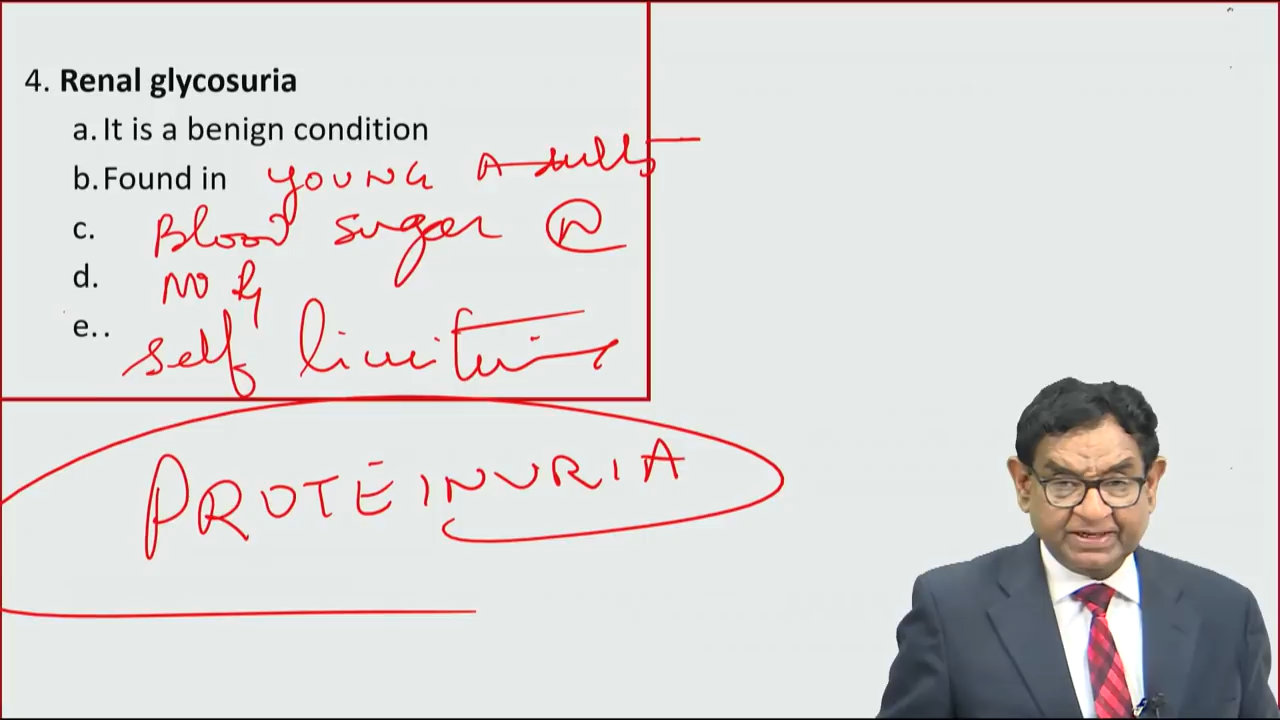 4. Renal glycosuria
a. It is a benign condition
b. Found in YOUNG Adults
c. Blood sugar N
d. NO Rx
e.. self limiting
PROTEINURIA